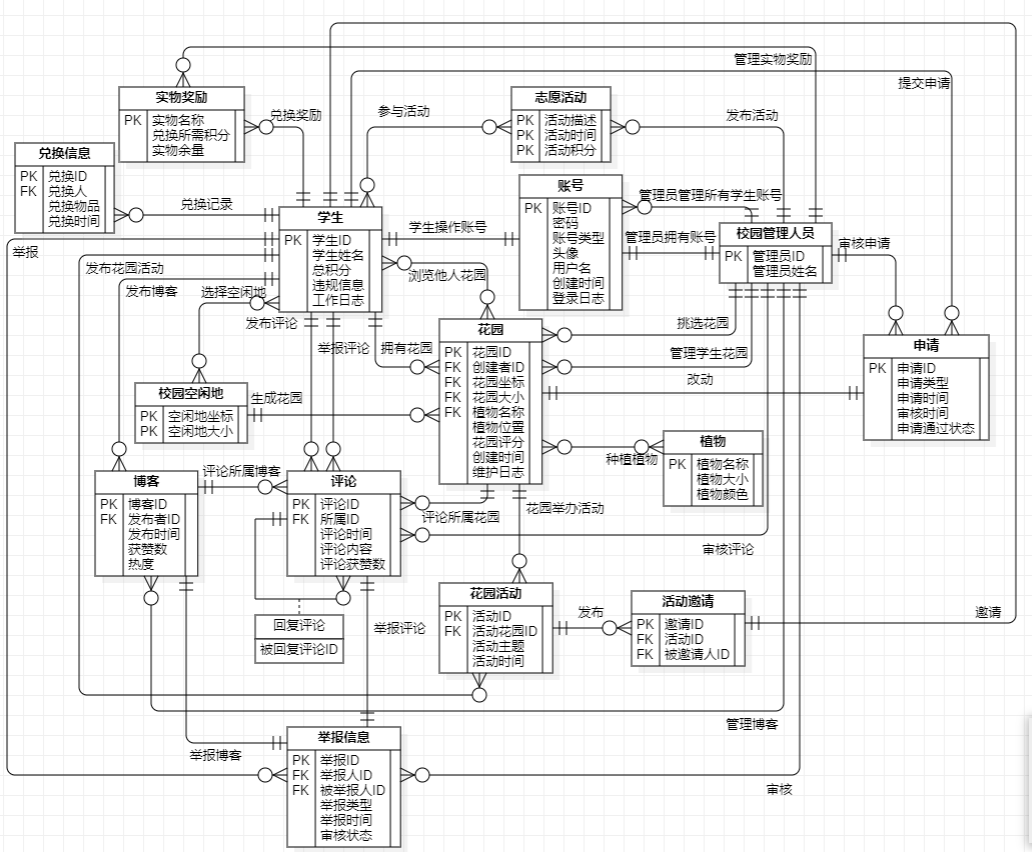 管理实物奖励
提交申请
实物奖励
PK 实物名称
兑换所需积分
实物余量
兑换奖励
参与活动
志愿活动
PK 活动描述
PK 活动时间
PK 活动积分
发布活动
兑换信息
PK 兑换ID
FK 兑换人
兑换物品
兑换时间
兑换记录
学生
PK 学生ID
学生姓名
总积分
违规信息
工作日志
学生操作账号
账号
PK 账号ID
密码
账号类型
头像
用户名
创建时间
登录日志
管理员管理所有学生账号
管理员拥有账号
校园管理人员
PK 管理员ID
管理员姓名
审核申请
举报
发布花园活动
发布博客
选择空闲地
发布评论
举报评论
拥有花园
浏览他人花园
花园
PK 花园ID
FK 创建者ID
FK 花园坐标
FK 花园大小
FK 植物名称
植物位置
花园评分
创建时间
维护日志
挑选花园
管理学生花园
改动
申请
PK 申请ID
申请类型
申请时间
审核时间
申请通过状态
校园空闲地
PK 空闲地坐标
PK 空闲地大小
生成花园
种植植物
植物
PK 植物名称
植物大小
植物颜色
博客
PK 博客ID
FK 发布者ID
发布时间
获赞数
热度
评论所属博客
评论
PK 评论ID
FK 所属ID
评论时间
评论内容
评论获赞数
评论所属花园
花园举办活动
审核评论
回复评论
被回复评论ID
举报评论
花园活动
PK 活动ID
FK 活动花园ID
活动主题
活动时间
发布
活动邀请
PK 邀请ID
FK 活动ID
FK 被邀请人ID
邀请
管理博客
举报博客
举报信息
PK 举报ID
FK 举报人ID
FK 被举报人ID
举报类型
举报时间
审核状态
审核